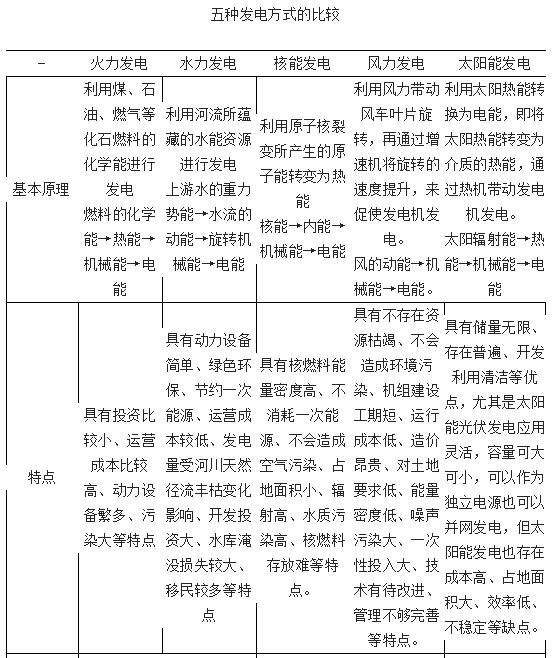 五种发电方式的比较
－ 火力发电 水力发电 核能发电 风力发电 太阳能发电
基本原理
利用煤、石
油、燃气等
化石燃料的
化学能进行
发电
燃料的化学
能→热能→
机械能→电
能
利用河流所蕴
藏的水能资源
进行发电
上游水的重力
势能→水流的
动能→旋转机
械能→电能
利用原子核裂
变所产生的原
子能转变为热
能
核能→内能→
机械能→电能
利用风力带动
风车叶片旋
转，再通过增
速机将旋转的
速度提升，来
促使发电机发
电。
风的动能→机
械能→电能。
利用太阳热能转
换为电能，即将
太阳热能转变为
介质的热能，通
过热机带动发电
机发电。
太阳辐射能→热
能→机械能→电
能
特点
具有投资比
较小、运营
成本比较
高、动力设
备繁多、污
染大等特点
具有动力设备
简单、绿色环
保、节约一次
能源、运营成
本较低、发电
量受河川天然
径流丰枯变化
影响、开发投
资大、水库淹
没损失较大、
移民较多等特
点
具有核燃料能
量密度高、不
消耗一次能
源、不会造成
空气污染、占
地面积小、辐
射高、水质污
染高、核燃料
存放难等特
点。
具有不存在资
源枯竭、不会
造成环境污
染、机组建设
工期短、运行
成本低、造价
昂贵、对土地
要求低、能量
密度低、噪声
污染大、一次
性投入大、技
术有待改进、
管理不够完善
等特点。
具有储量无限、
存在普遍、开发
利用清洁等优
点，尤其是太阳
能光伏发电应用
灵活，容量可大
可小，可以作为
独立电源也可以
并网发电，但太
阳能发电也存在
成本高、占地面
积大、效率低、
不稳定等缺点。